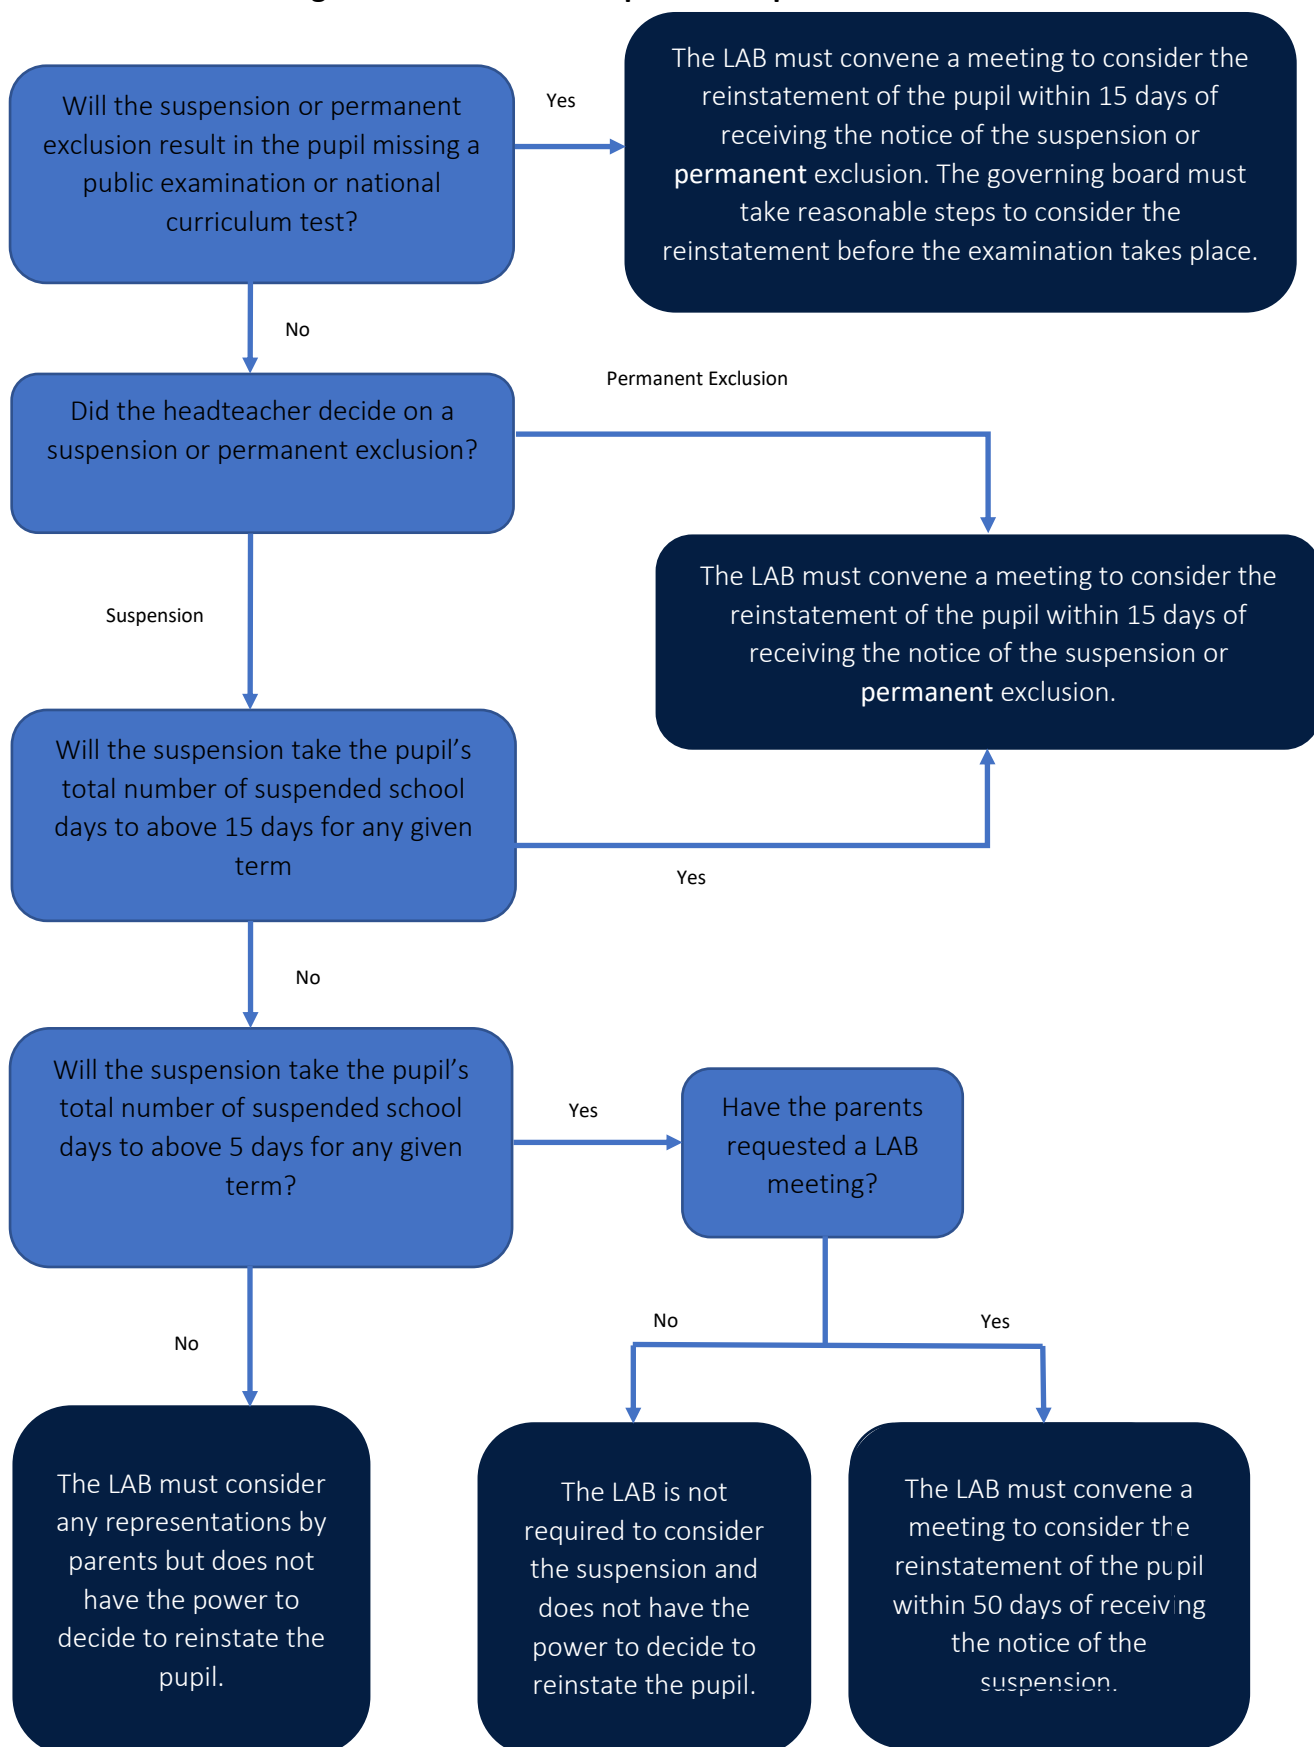 The LAB must convene a meeting to consider the
reinstatement of the pupil within 15 days of
receiving the notice of the suspension or
permanent exclusion. The governing board must
take reasonable steps to consider the
reinstatement before the examination takes place.
Will the suspension or permanent
exclusion result in the pupil missing a
public examination or national
curriculum test?
Yes
No
Permanent Exclusion
Did the headteacher decide on a
suspension or permanent exclusion?
The LAB must convene a meeting to consider the
reinstatement of the pupil within 15 days of
receiving the notice of the suspension or
permanent exclusion.
Suspension
Will the suspension take the pupil’s
total number of suspended school
days to above 15 days for any given
term
Yes
No
Will the suspension take the pupil’s
total number of suspended school
days to above 5 days for any given
term?
Yes
Have the parents
requested a LAB
meeting?
No
Yes
No
The LAB must consider
any representations by
parents but does not
have the power to
decide to reinstate the
pupil.
The LAB is not
required to consider
the suspension and
does not have the
power to decide to
reinstate the pupil.
The LAB must convene a
meeting to consider the
reinstatement of the pupil
within 50 days of receiving
the notice of the
suspension.